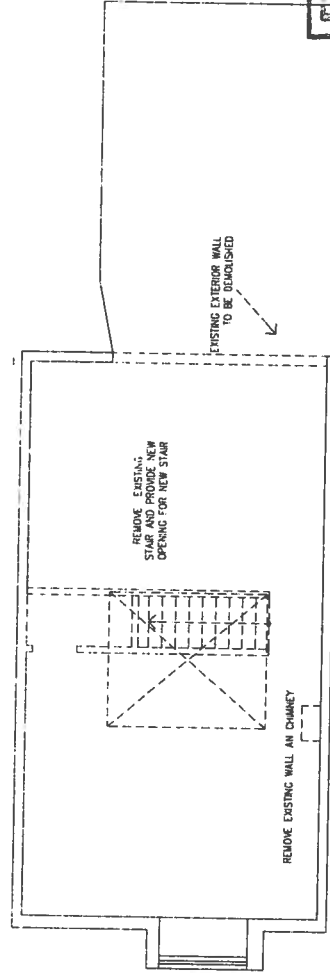 EXISTING EXTERIOR WALL
TO BE DEMOLISHED
REMOVE EXISTING
STAIR AND PROVIDE NEW
OPENING FOR NEW STAIR
REMOVE EXISTING WALL AN CHIMNEY